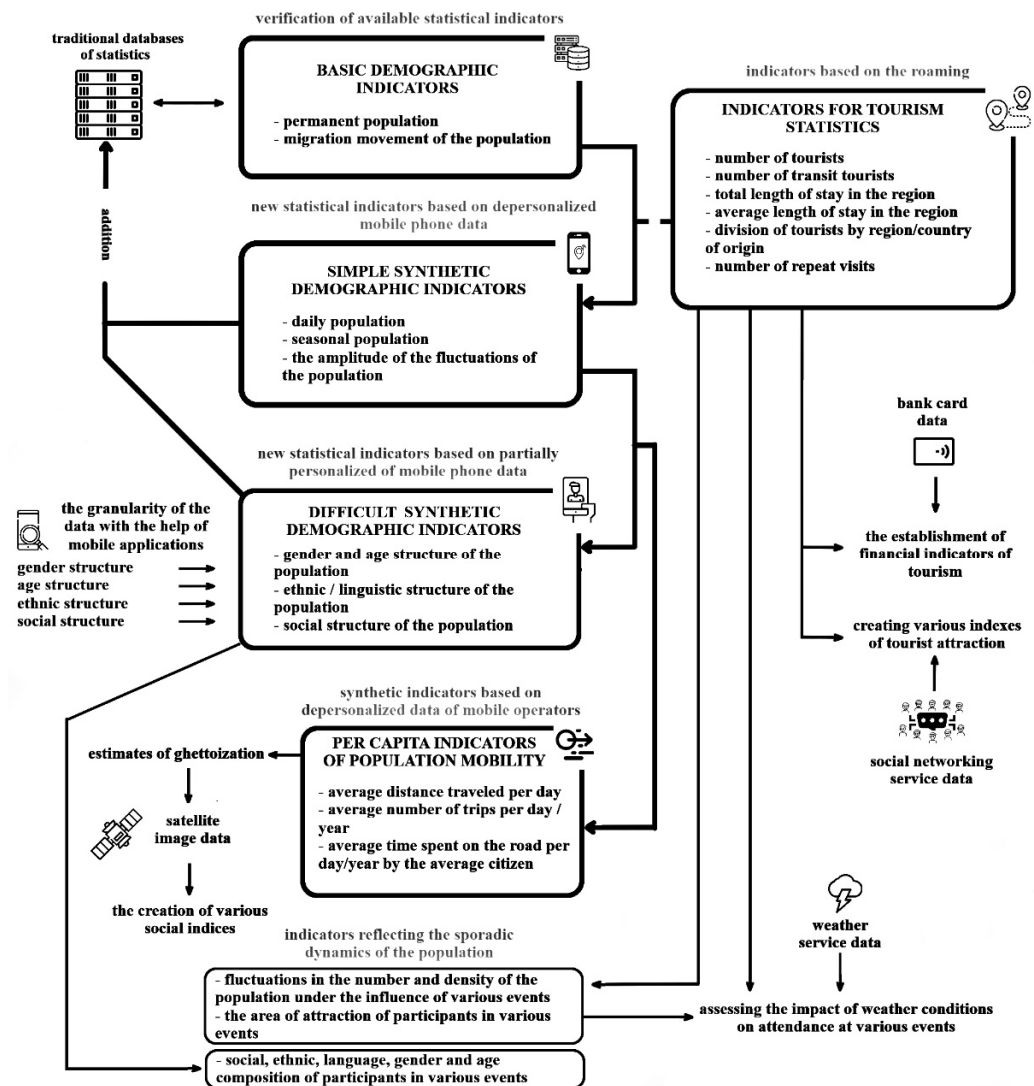 verification of available statistical indicators
traditional databases
of statistics
BASIC DEMOGRAPHIC
INDICATORS
- permanent population
- migration movement of the population
indicators based on the roaming
INDICATORS FOR TOURISM
STATISTICS
- number of tourists
- number of transit tourists
- total length of stay in the region
- average length of stay in the region
- division of tourists by region/country
of origin
- number of repeat visits
addition
new statistical indicators based on depersonalized
mobile phone data
SIMPLE SYNTHETIC
DEMOGRAPHIC INDICATORS
- daily population
- seasonal population
- the amplitude of the fluctuations of
the population
bank card
data
new statistical indicators based on partially
personalized of mobile phone data
DIFFICULT SYNTHETIC
DEMOGRAPHIC INDICATORS
- gender and age structure of the
population
- ethnic / linguistic structure of the
population
- social structure of the population
the granularity of the
data with the help of
mobile applications
gender structure
age structure
ethnic structure
social structure
the establishment of
financial indicators of
tourism
creating various indexes
of tourist attraction
social networking
service data
synthetic indicators based on
depersonalized data of mobile operators
PER CAPITA INDICATORS
OF POPULATION MOBILITY
- average distance traveled per day
- average number of trips per day /
year
- average time spent on the road per
day/year by the average citizen
estimates of ghettoization
satellite
image data
the creation of various
social indices
weather
service data
indicators reflecting the sporadic
dynamics of the population
- fluctuations in the number and density of the
population under the influence of various events
- the area of attraction of participants in various
events
assessing the impact of weather conditions
on attendance at various events
- social, ethnic, language, gender and age
composition of participants in various events